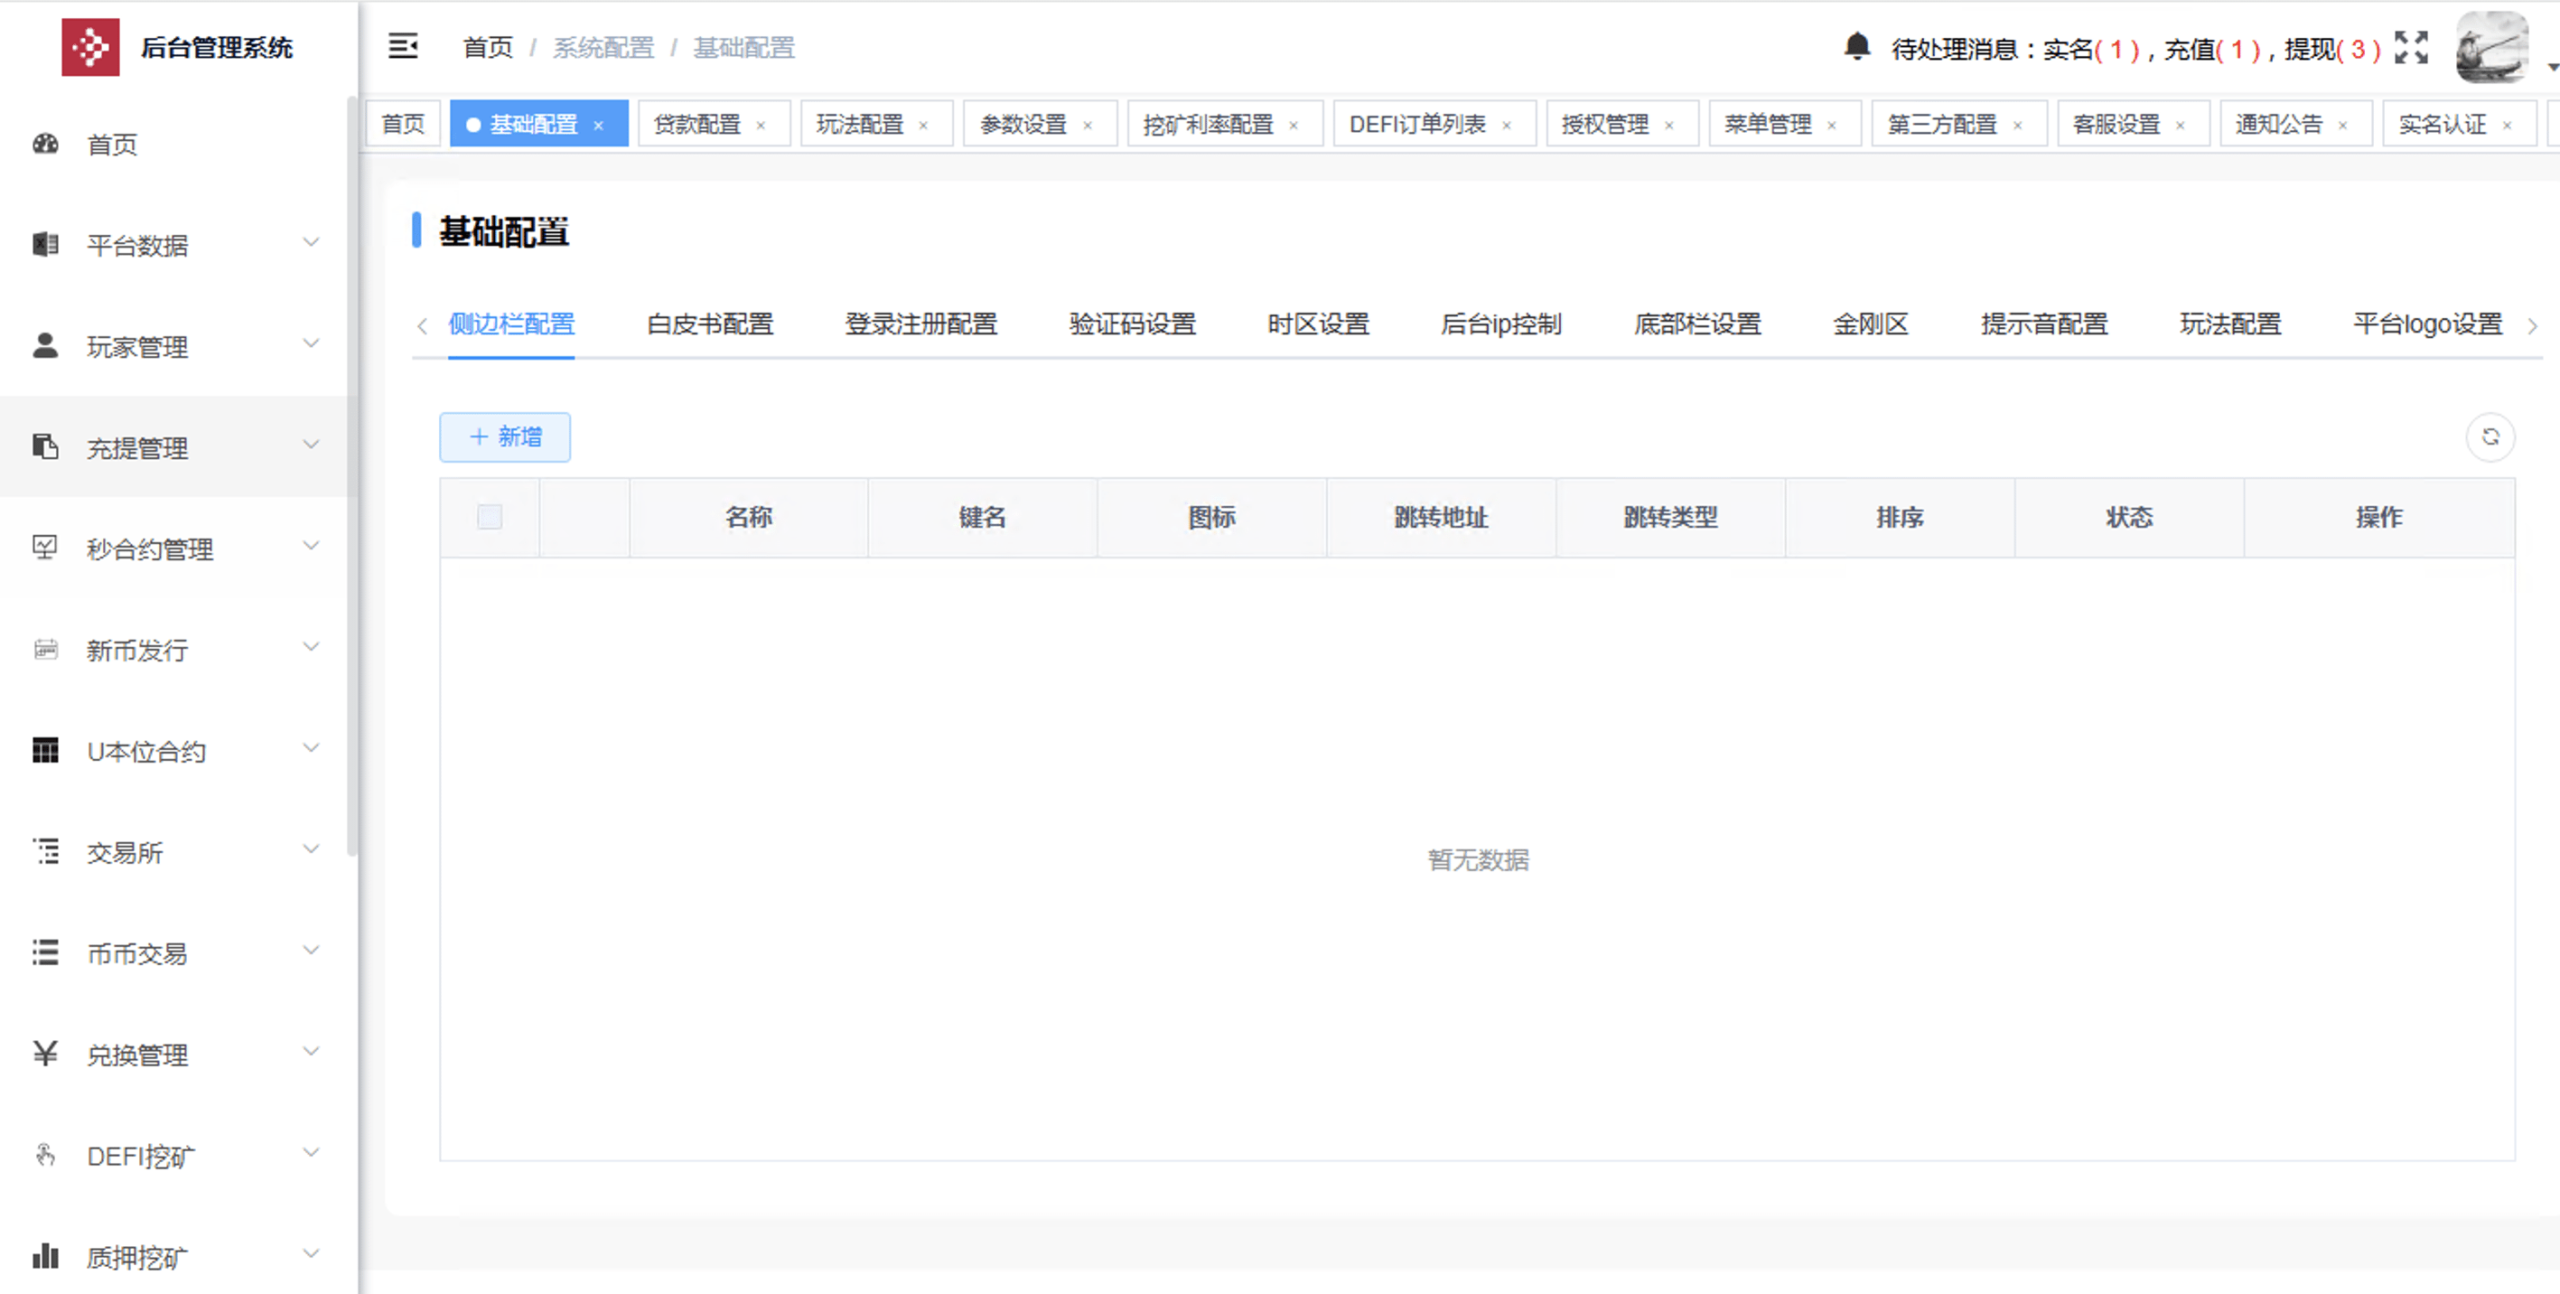 后台管理系统
首页 / 系统配置 / 基础配置
待处理消息：实名( 1 )，充值( 1 )，提现( 3 )
首页 基础配置 × 贷款配置 × 玩法配置 × 参数设置 × 挖矿利率配置 × DEFI订单列表 × 授权管理 × 菜单管理 × 第三方配置 × 客服设置 × 通知公告 × 实名认证 ×
首页
平台数据
玩家管理
充提管理
秒合约管理
新币发行
U本位合约
交易所
币币交易
兑换管理
DEFI挖矿
质押挖矿
基础配置
侧边栏配置 白皮书配置 登录注册配置 验证码设置 时区设置 后台ip控制 底部栏设置 金刚区 提示音配置 玩法配置 平台logo设置
+ 新增
名称 键名 图标 跳转地址 跳转类型 排序 状态 操作
暂无数据